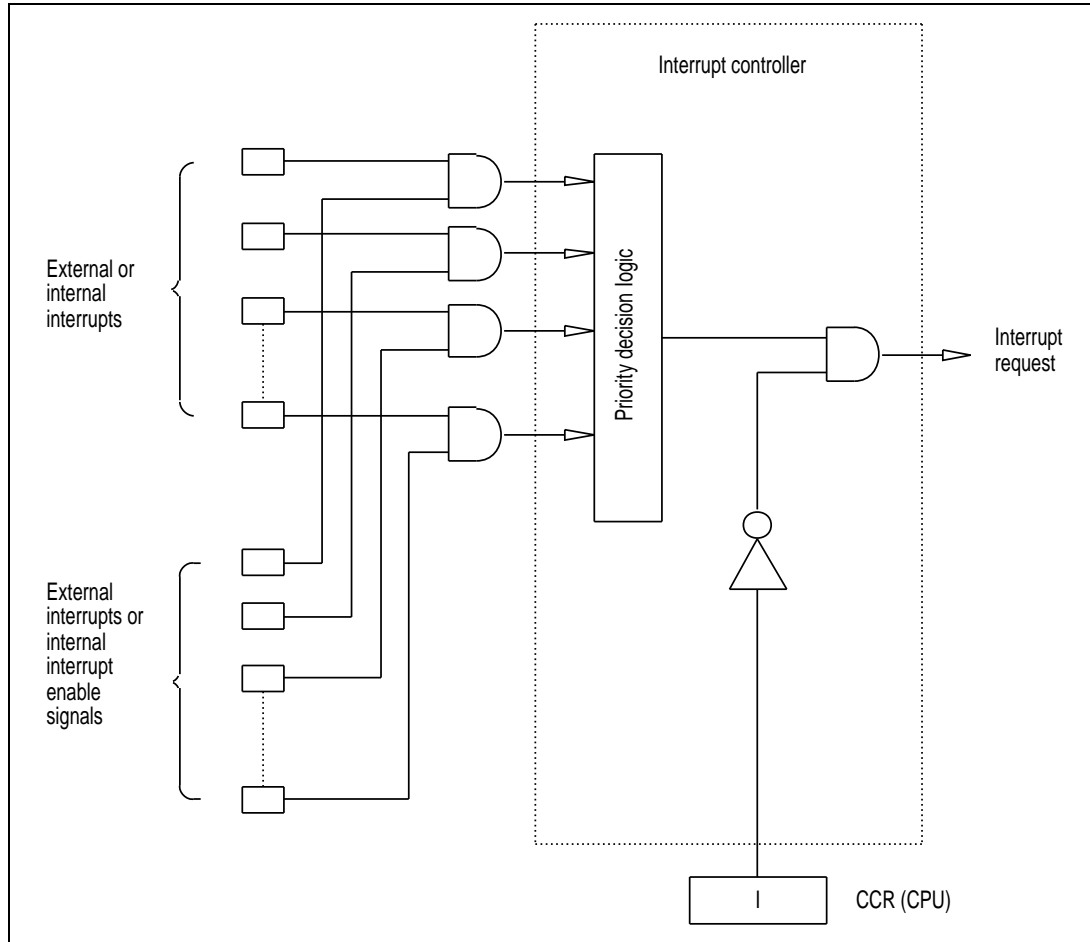 Interrupt controller
External or
internal
interrupts
Priority decision logic
Interrupt
request
External
interrupts or
internal
interrupt
enable
signals
I
CCR (CPU)